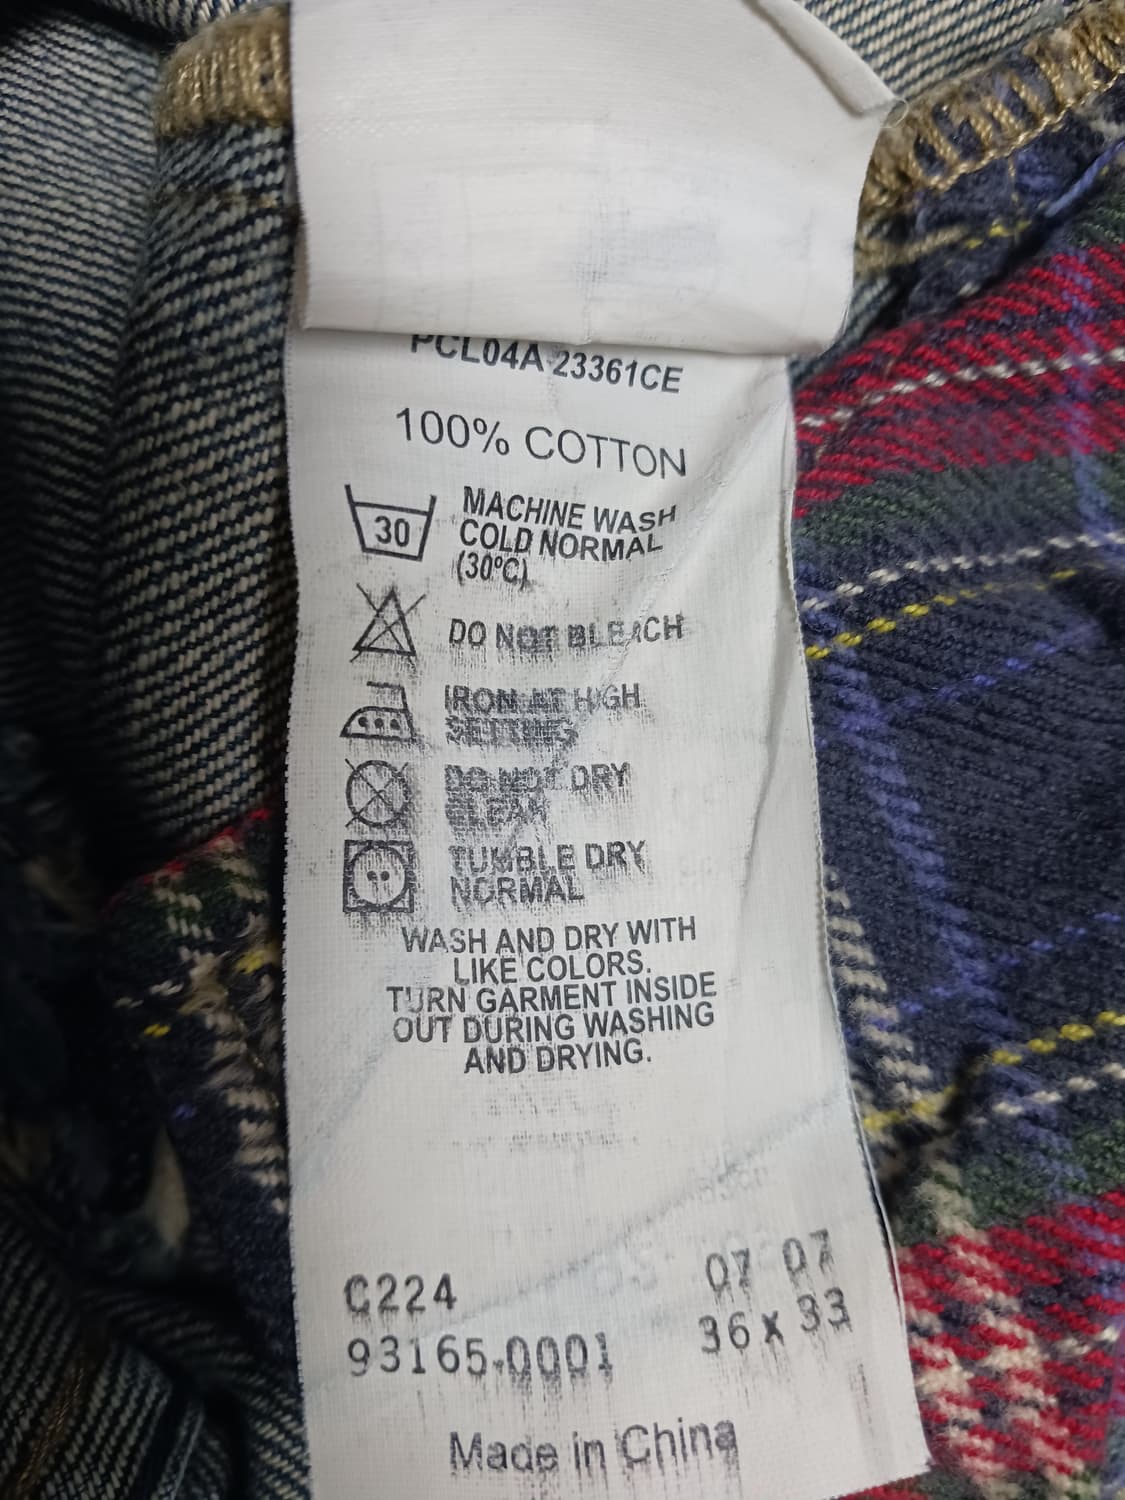 PCL04A 23361CE
100% COTTON
30
MACHINE WASH
COLD NORMAL
(30°C)
DO NOT BLEACH
IRON AT HIGH
SETTING
DO NOT DRY
CLEAN
TUMBLE DRY
NORMAL
WASH AND DRY WITH
LIKE COLORS.
TURN GARMENT INSIDE
OUT DURING WASHING
AND DRYING.
C224
07 07
93165-0001
36 x 33
Made in China